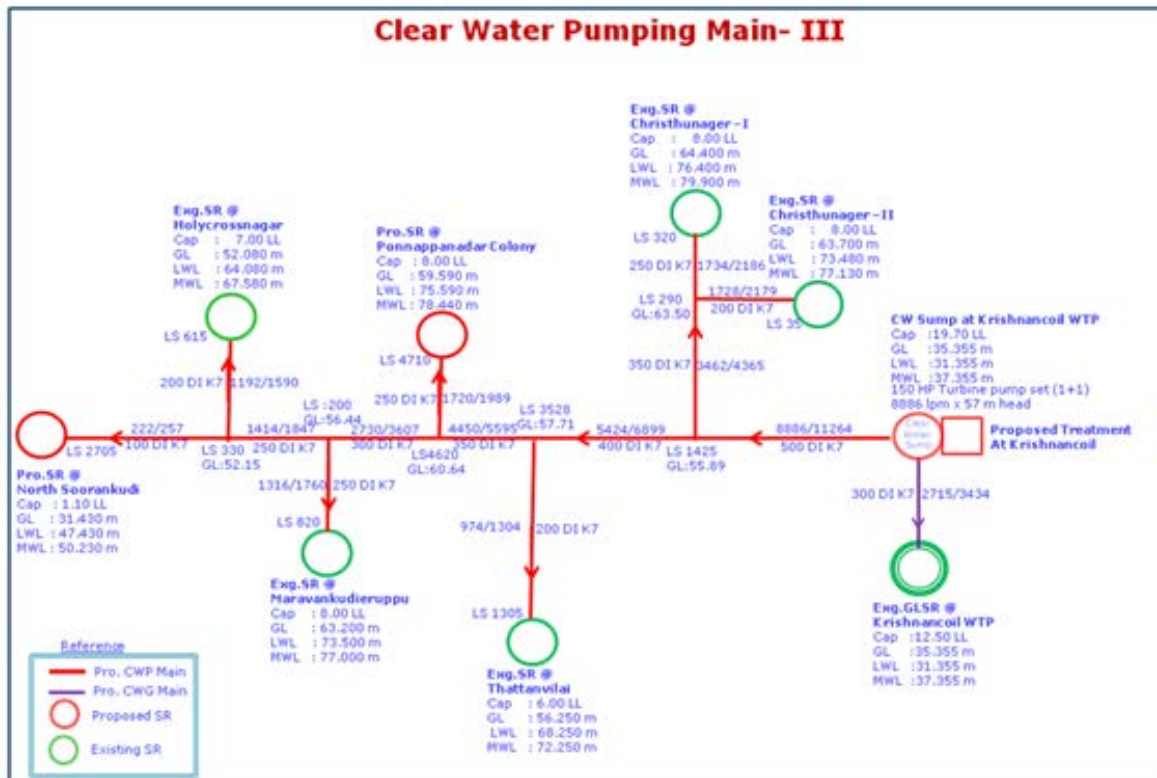 Clear Water Pumping Main- III
Exg.SR @
Christhunager -I
Cap : 8.00 LL
GL : 64.400 m
LWL : 76.400 m
MWL : 79.900 m
Exg.SR @
Christhunager -II
Cap : 8.00 LL
GL : 63.700 m
LWL : 73.480 m
MWL : 77.130 m
Exg.SR @
Holycrossnagar
Cap : 7.00 LL
GL : 52.080 m
LWL : 64.080 m
MWL : 67.580 m
Pro.SR @
Ponnappanadar Colony
Cap : 8.00 LL
GL : 59.590 m
LWL : 75.590 m
MWL : 78.440 m
LS 320
250 DI K7 1734/2186
1728/2179
200 DI K7
LS 290
GL:63.50
LS 35
CW Sump at Krishnancoil WTP
Cap :19.70 LL
GL :35.355 m
LWL :31.355 m
MWL :37.355 m
150 HP Turbine pump set (1+1)
8886 lpm x 57 m head
LS 615
LS 4710
350 DI K7 3462/4365
200 DI K7 1192/1590
250 DI K7 1720/1989
LS :200
GL:56.44
LS 3528
GL:57.71
222/257
100 DI K7
LS 2705
LS 330
GL:52.15
1414/1847
250 DI K7
2730/3607
300 DI K7
LS4620
GL:60.64
4450/5595
350 DI K7
5424/6899
400 DI K7
LS 1425
GL:55.89
8886/11264
500 DI K7
Clear
Water
Sump
Proposed Treatment
At Krishnancoil
Pro.SR @
North Soorankudi
Cap : 1.10 LL
GL : 31.430 m
LWL : 47.430 m
MWL : 50.230 m
1316/1760 250 DI K7
LS 820
974/1304 200 DI K7
LS 1305
300 DI K7 2715/3434
Exg.SR @
Maravankudieruppu
Cap : 8.00 LL
GL : 63.200 m
LWL : 73.500 m
MWL : 77.000 m
Exg.SR @
Thattanvilai
Cap : 6.00 LL
GL : 56.250 m
LWL : 68.250 m
MWL : 72.250 m
Exg.GLSR @
Krishnancoil WTP
Cap :12.50 LL
GL :35.355 m
LWL :31.355 m
MWL :37.355 m
Reference
Pro. CWP Main
Pro. CWG Main
Proposed SR
Existing SR